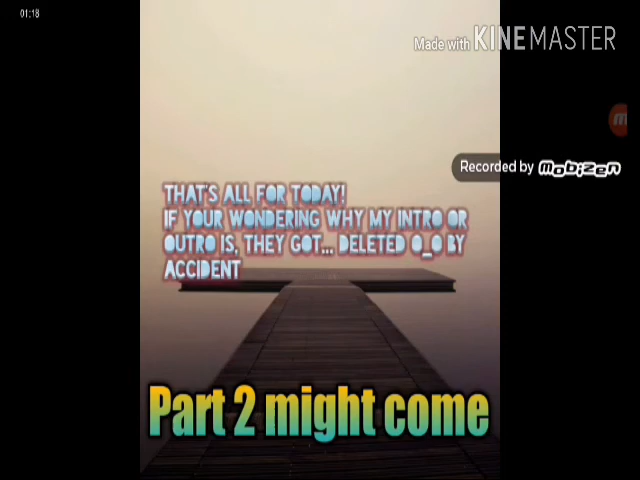 01:18
Made with KINEMASTER
Recorded by Mobizen
THAT'S ALL FOR TODAY!
IF YOUR WONDERING WHY MY INTRO OR
OUTRO IS, THEY GOT... DELETED O_O BY
ACCIDENT
Part 2 might come